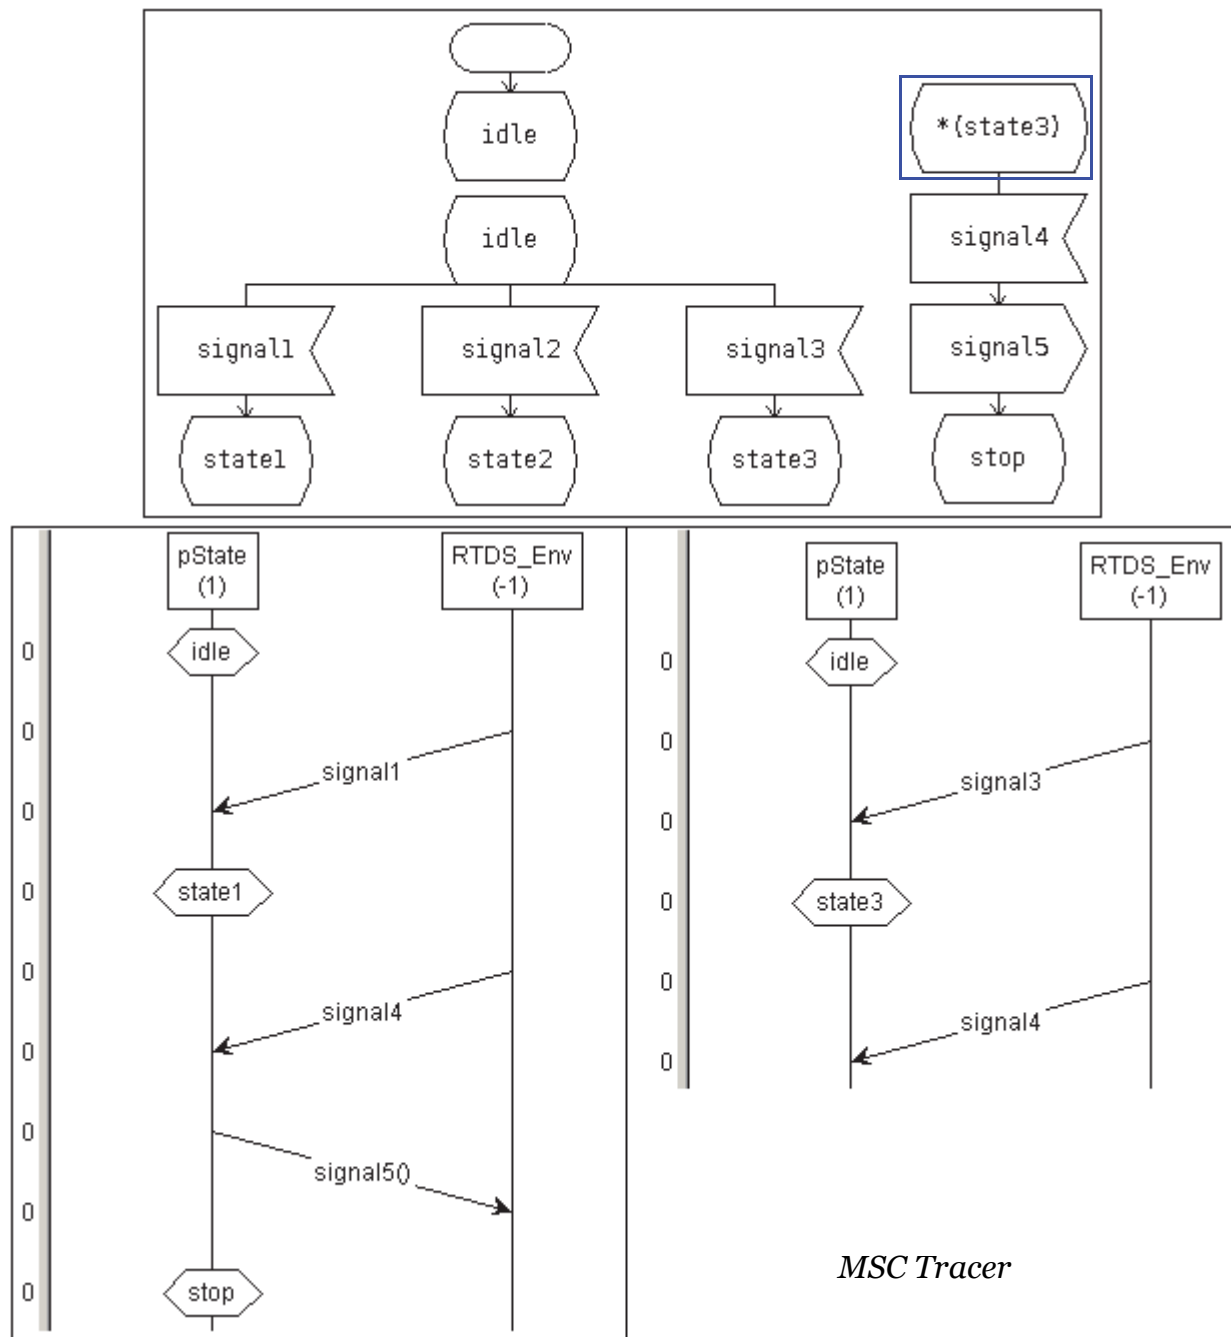 idle
*(state3)
idle
signal4
signal1
signal2
signal3
signal5
state1
state2
state3
stop
pState
(1)
RTDS_Env
(-1)
0
idle
0
signal1
0
0
state1
0
signal4
0
0
signal5()
0
0
stop
pState
(1)
RTDS_Env
(-1)
0
idle
0
signal3
0
0
state3
0
signal4
0
MSC Tracer